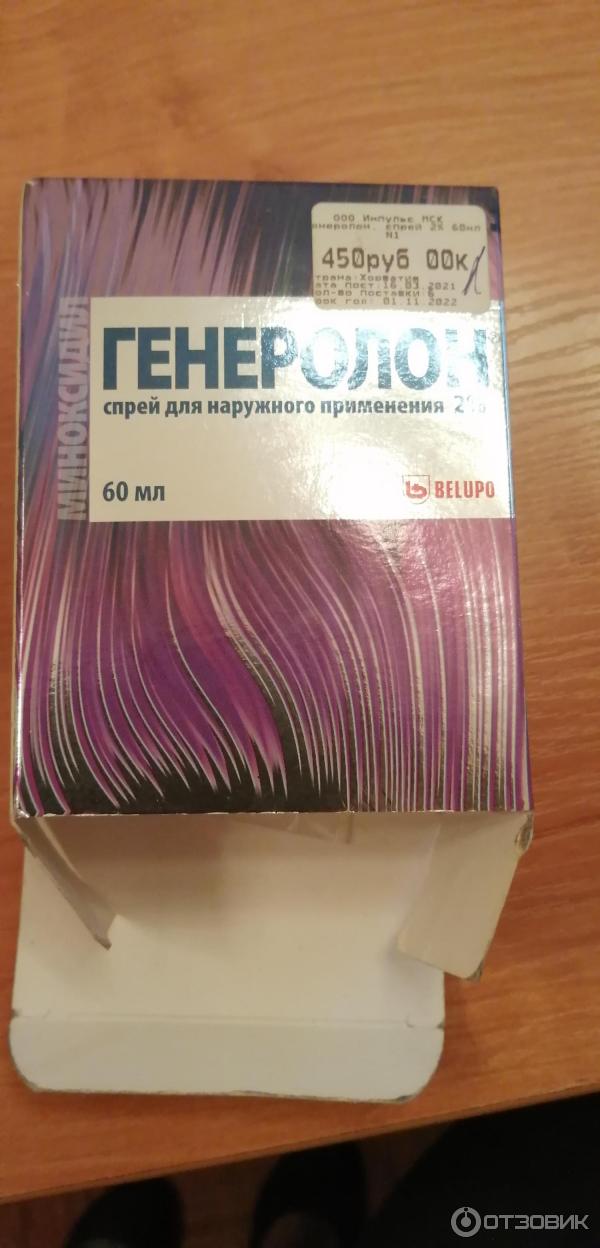 ООО Импульс МСК
енеролон, спрей 2% 60мл
N1
450руб 00к
трана:Хорватия
ата пост:16.03.2021
ол-во поставки:6
рок гол: 01.11.2022
МИНОКСИДИЛ
ГЕНЕРОЛОН
спрей для наружного применения 2%
60 мл
BELUPO
ОТЗОВИК